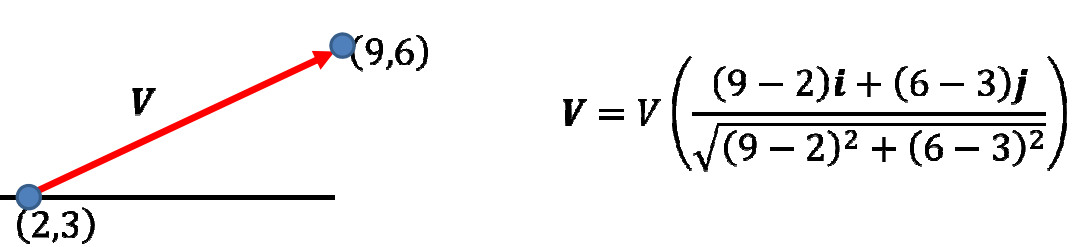 (9,6)
V
(2,3)
V = V ( (9 − 2)i + (6 − 3)j / √((9 − 2)² + (6 − 3)²) )